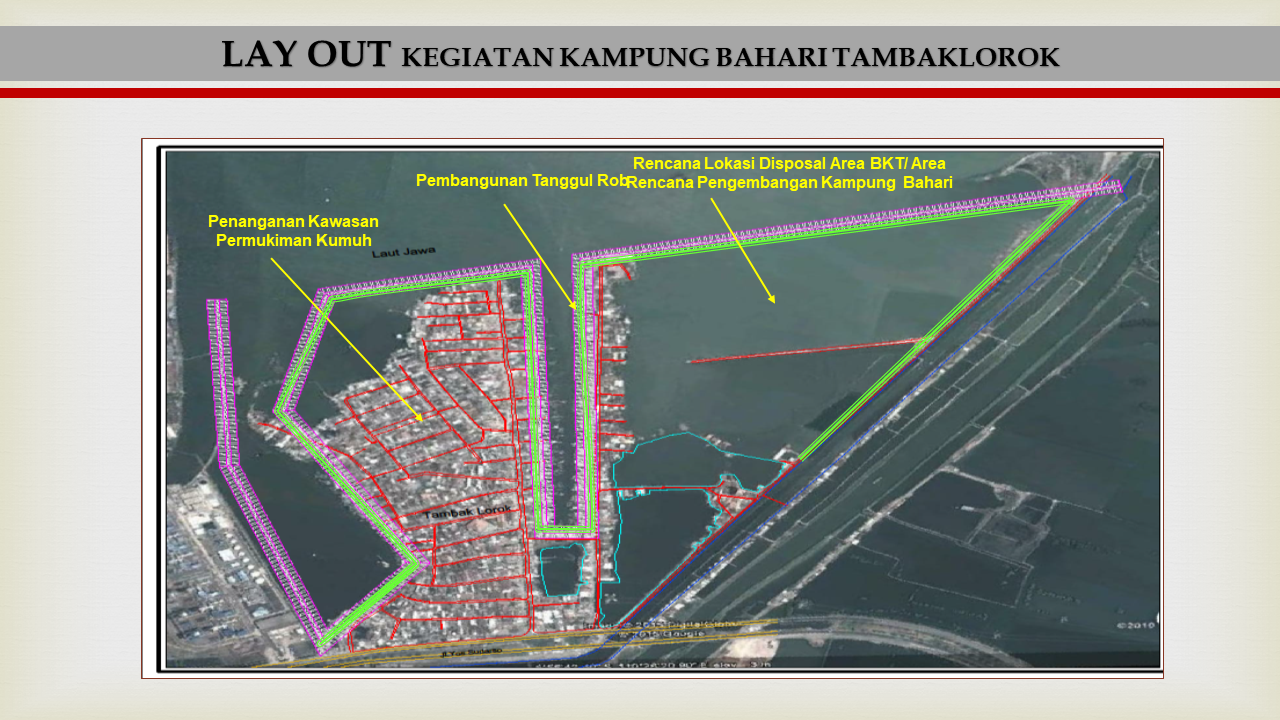 LAY OUT KEGIATAN KAMPUNG BAHARI TAMBAKLOROK
Rencana Lokasi Disposal Area BKT/ Area
Rencana Pengembangan Kampung Bahari
Pembangunan Tanggul Rob
Penanganan Kawasan
Permukiman Kumuh
Laut Jawa
Tambak Lorok
©2010
Jl.Yos Sudarso